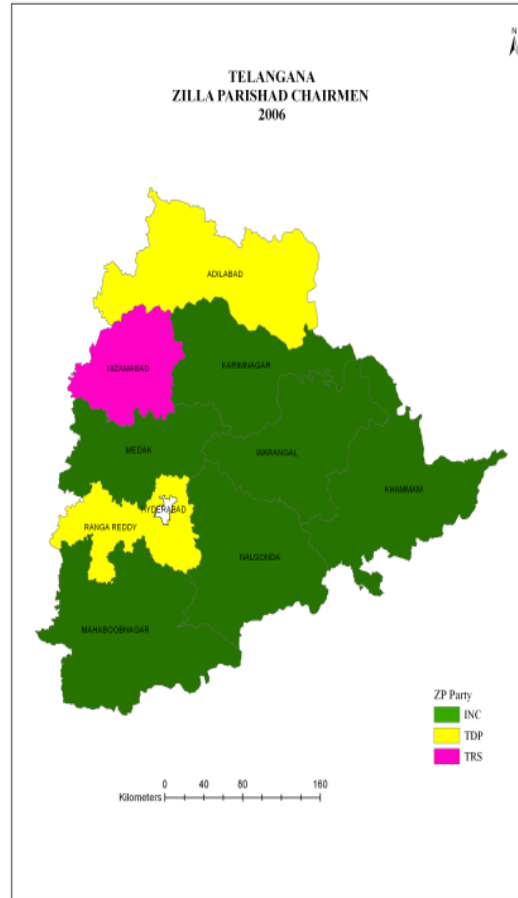 N
TELANGANA
ZILLA PARISHAD CHAIRMEN
2006
ADILABAD
NIZAMABAD
KARIMNAGAR
MEDAK
WARANGAL
KHAMMAM
HYDERABAD
RANGA REDDY
NALGONDA
MAHABOOBNAGAR
ZP Party
INC
TDP
TRS
0 40 80 160
Kilometers